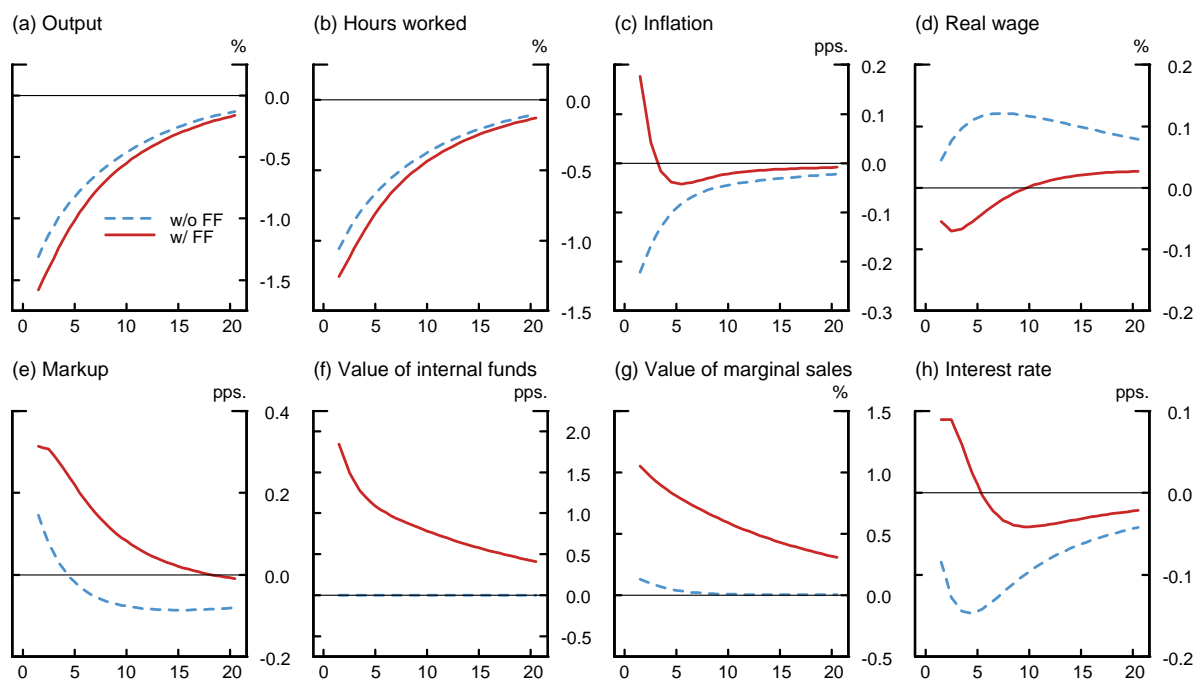 (a) Output
%
0.0
-0.5
-1.0
-1.5
w/o FF
w/ FF
0 5 10 15 20
(b) Hours worked
%
0.0
-0.5
-1.0
-1.5
0 5 10 15 20
(c) Inflation
pps.
0.2
0.1
0.0
-0.1
-0.2
-0.3
0 5 10 15 20
(d) Real wage
%
0.2
0.1
0.0
-0.1
-0.2
0 5 10 15 20
(e) Markup
pps.
0.4
0.2
0.0
-0.2
0 5 10 15 20
(f) Value of internal funds
pps.
2.0
1.5
1.0
0.5
0.0
-0.5
0 5 10 15 20
(g) Value of marginal sales
%
1.5
1.0
0.5
0.0
-0.5
0 5 10 15 20
(h) Interest rate
pps.
0.1
0.0
-0.1
-0.2
0 5 10 15 20